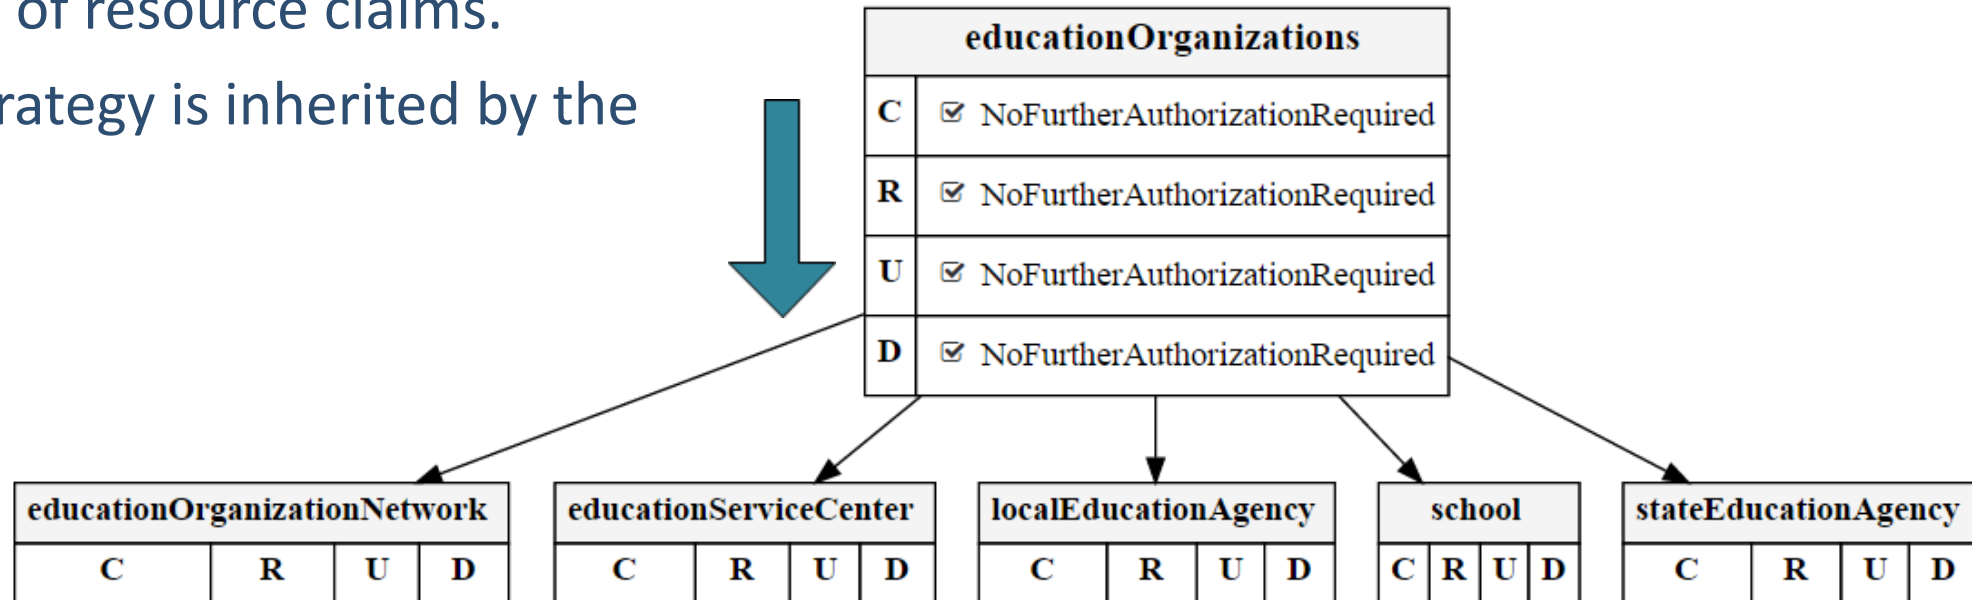 of resource claims.
rategy is inherited by the
educationOrganizations
C NoFurtherAuthorizationRequired
R NoFurtherAuthorizationRequired
U NoFurtherAuthorizationRequired
D NoFurtherAuthorizationRequired
educationOrganizationNetwork educationServiceCenter localEducationAgency school stateEducationAgency
C R U D C R U D C R U D C R U D C R U D